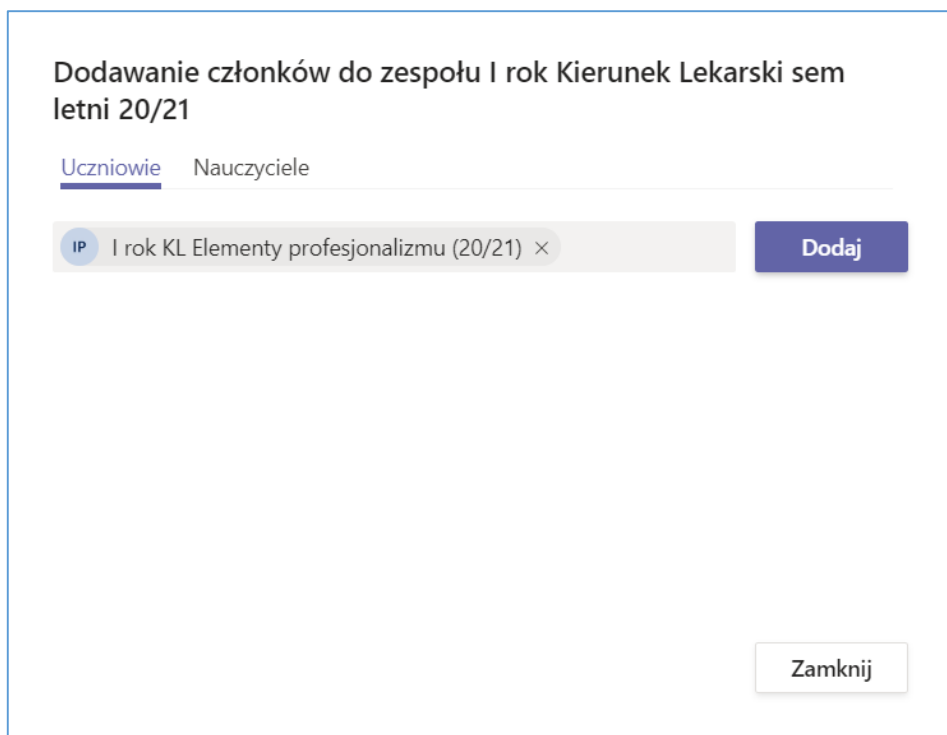 Dodawanie członków do zespołu I rok Kierunek Lekarski sem
letni 20/21
Uczniowie Nauczyciele
IP I rok KL Elementy profesjonalizmu (20/21) ×
Dodaj
Zamknij